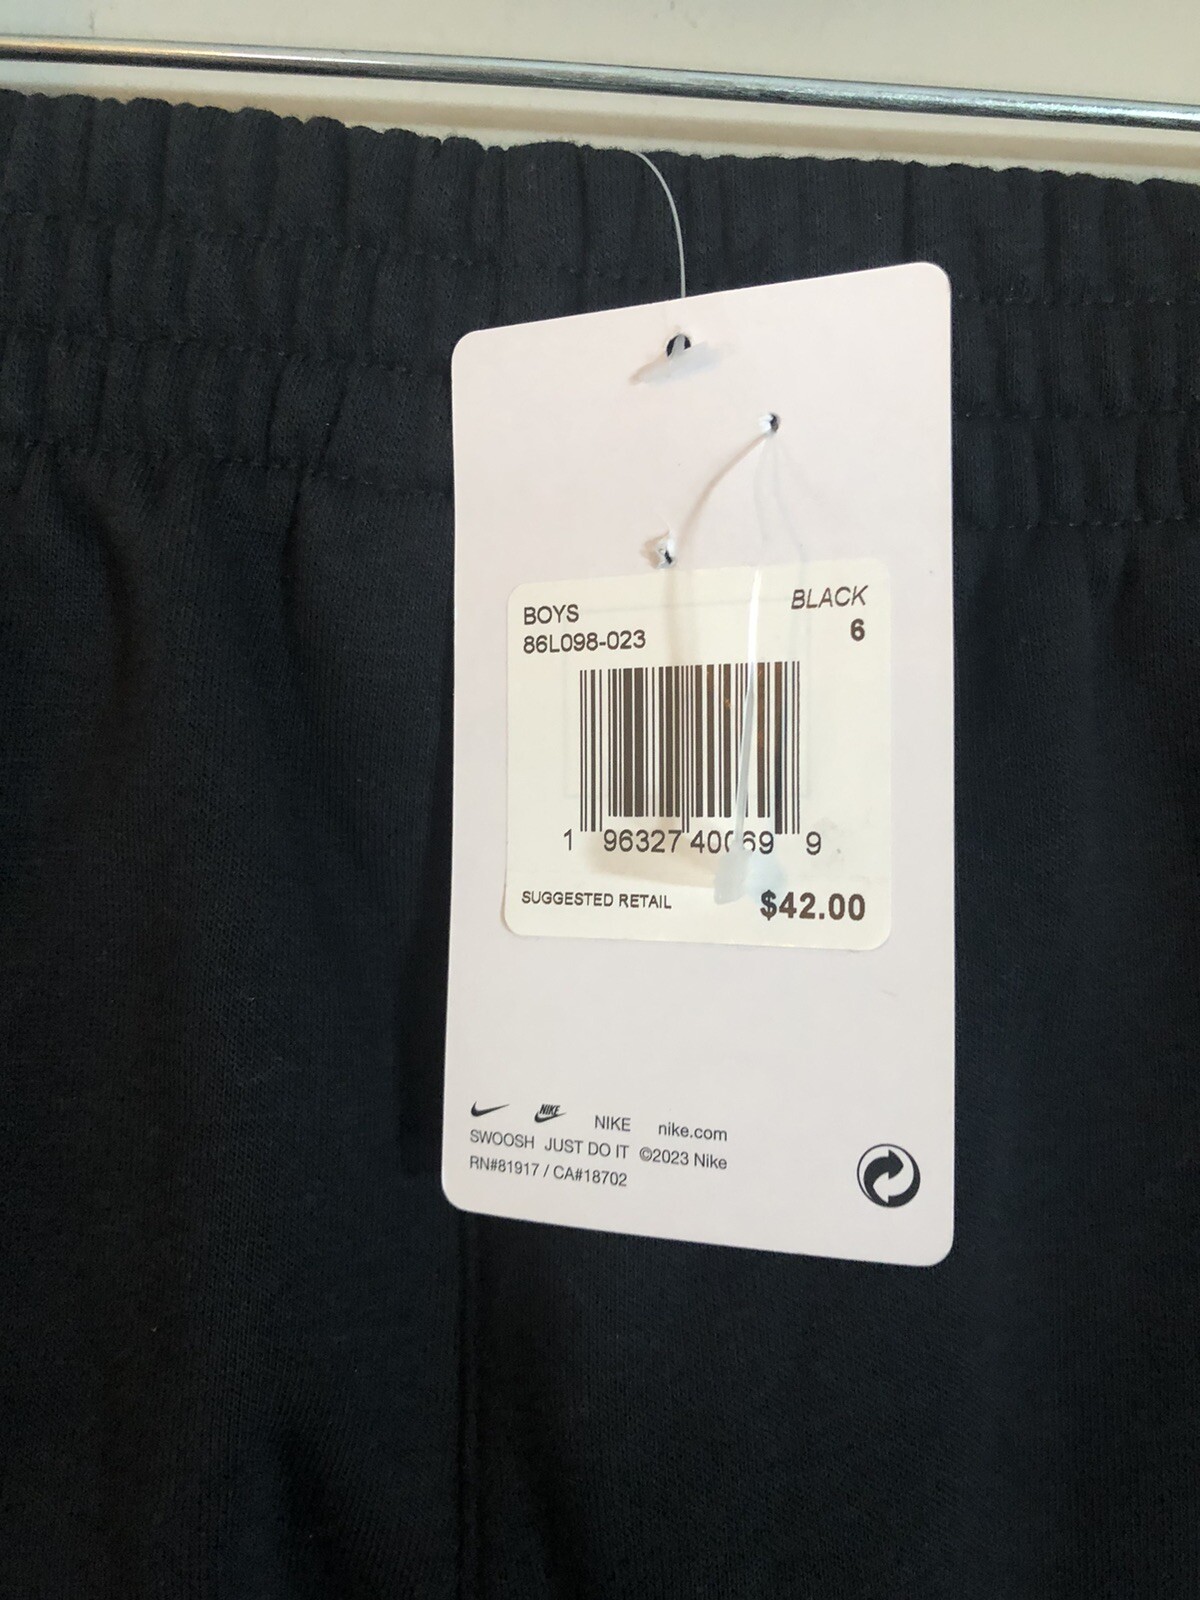 BOYS BLACK
86L098-023 6
1 96327 40069 9
SUGGESTED RETAIL $42.00
NIKE NIKE nike.com
SWOOSH JUST DO IT ©2023 Nike
RN#81917 / CA#18702